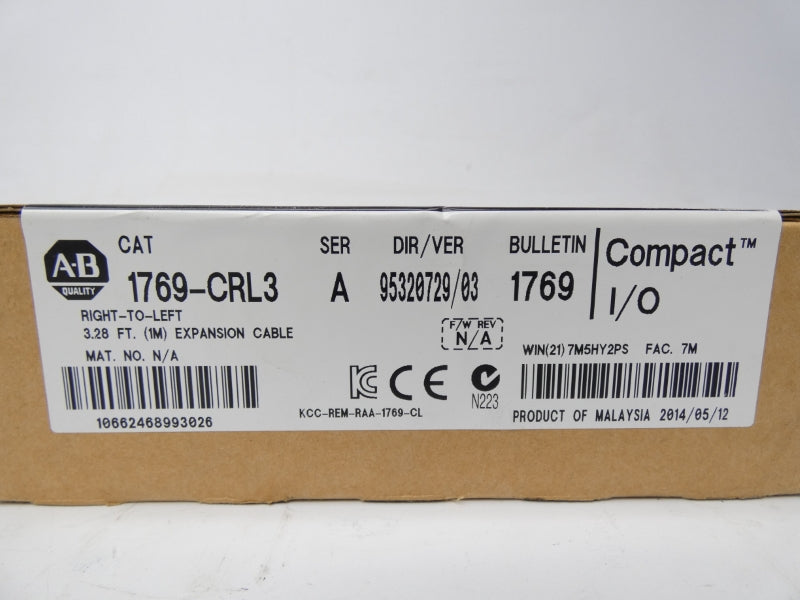 A-B
QUALITY
CAT
1769-CRL3
SER
A
DIR/VER
95320729/03
BULLETIN
1769
Compact™
I/O
RIGHT-TO-LEFT
3.28 FT. (1M) EXPANSION CABLE
F/W REV
N/A
MAT. NO. N/A
WIN(21) 7M5HY2PS FAC. 7M
10662468993026
KC CE
N223
KCC-REM-RAA-1769-CL
PRODUCT OF MALAYSIA 2014/05/12